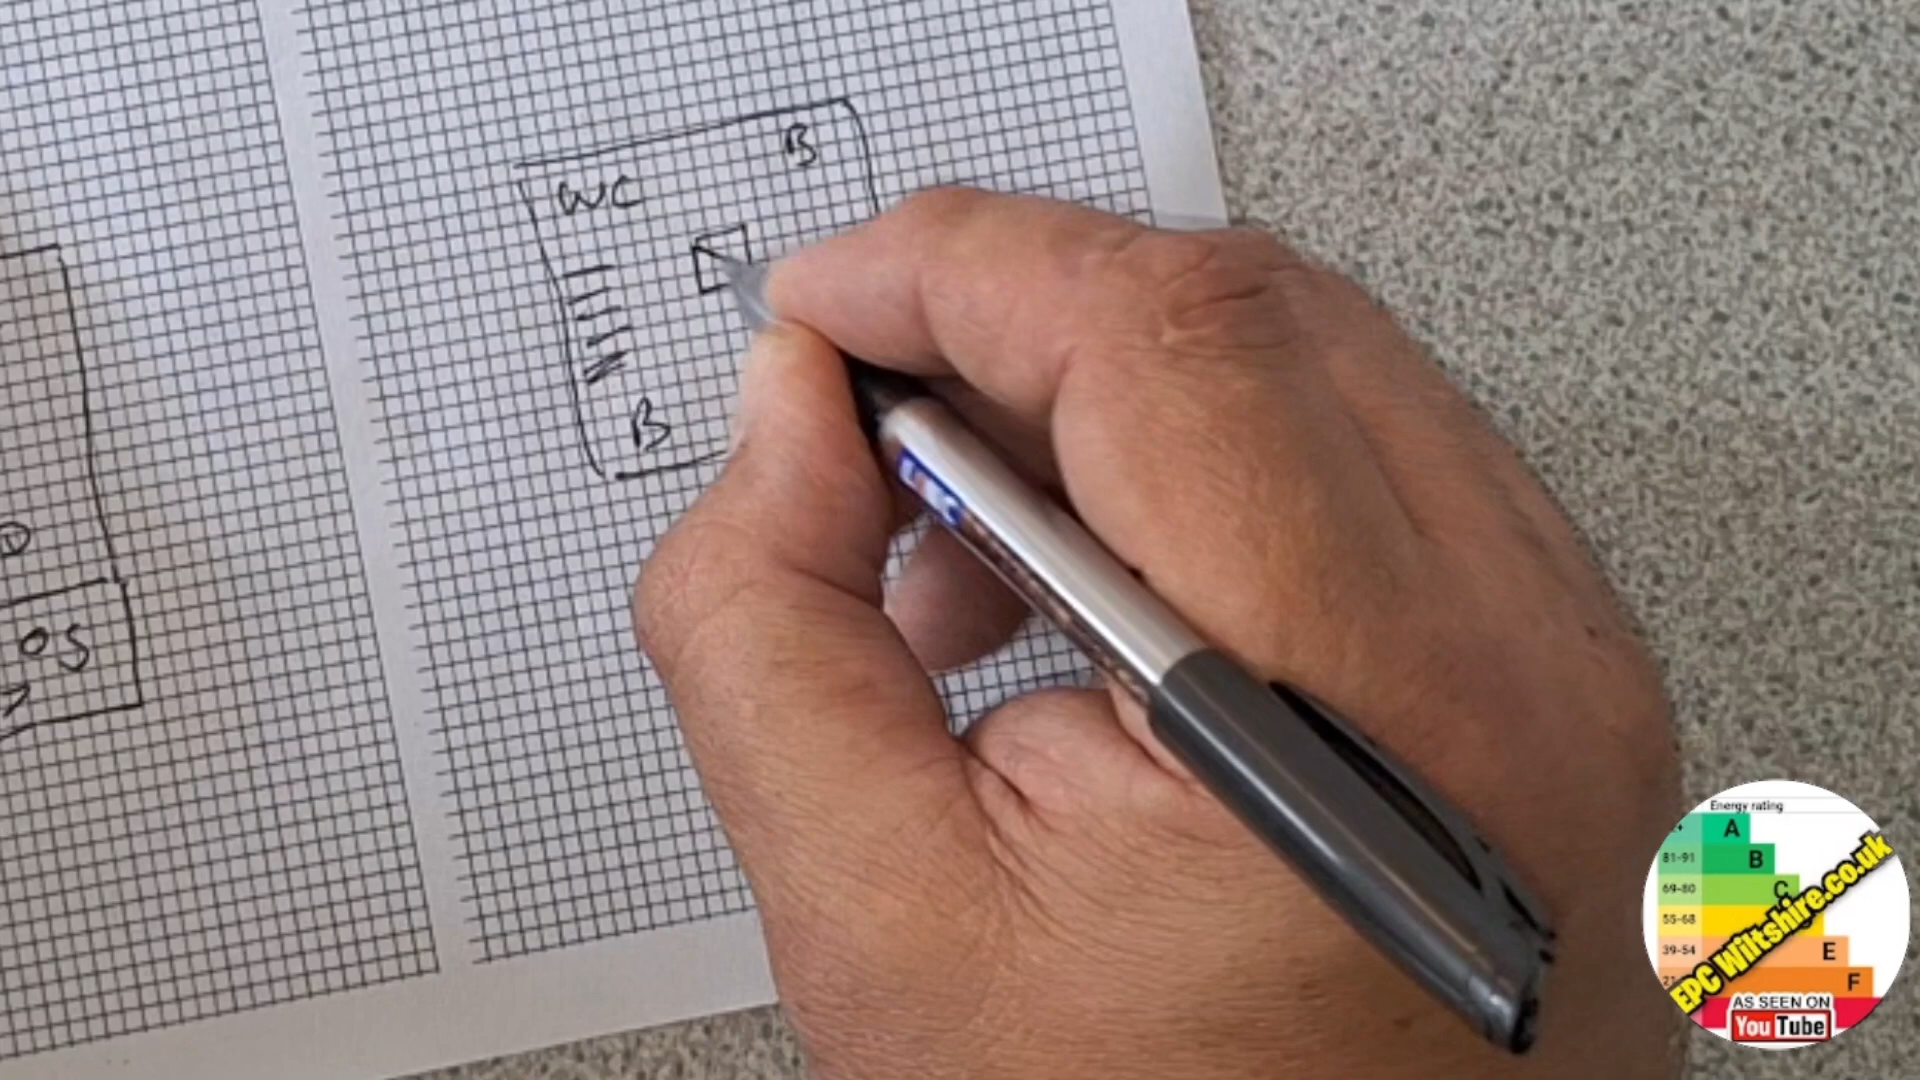 WC
B
B
D
OS
Energy rating
A
81-91
B
69-80
C
55-68
39-54
E
F
EPC Wiltshire.co.uk
AS SEEN ON
YouTube